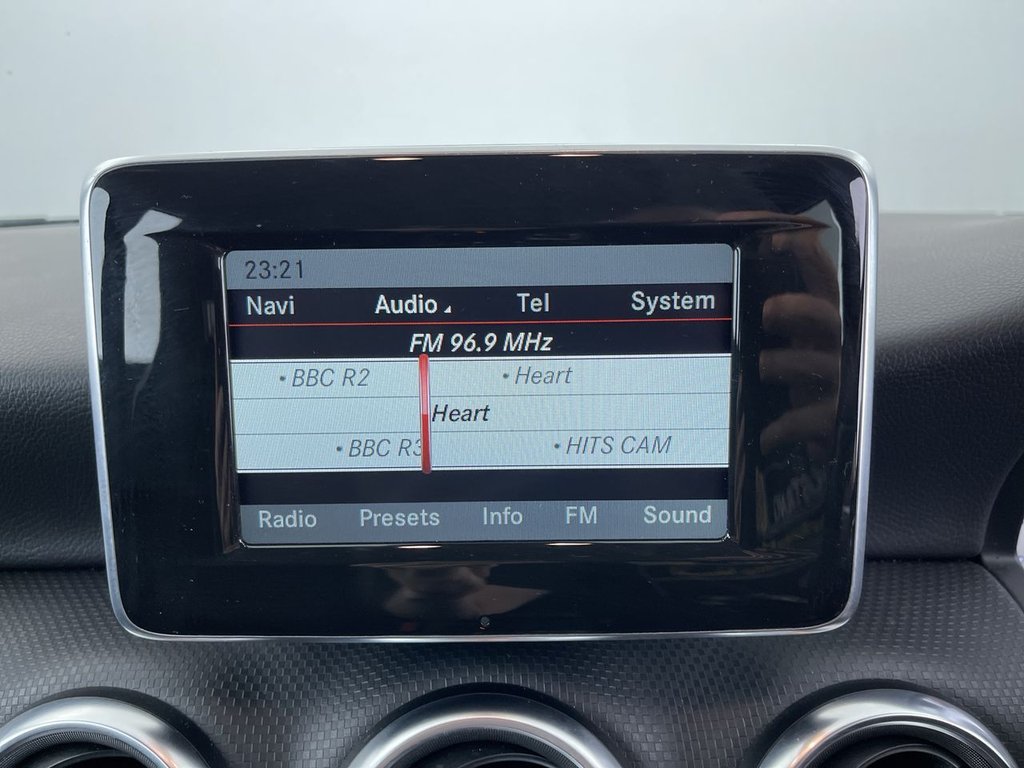 23:21
Navi Audio Tel System
FM 96.9 MHz
• BBC R2 • Heart
Heart
• BBC R3 • HITS CAM
Radio Presets Info FM Sound